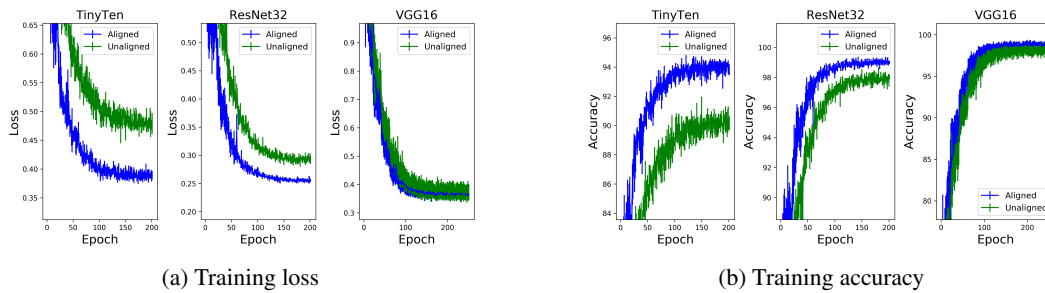 TinyTen
Loss
0.65
0.60
0.55
0.50
0.45
0.40
0.35
0
50
100
150
200
Epoch
Aligned
Unaligned
ResNet32
Loss
0.55
0.50
0.45
0.40
0.35
0.30
0.25
0.20
0
50
100
150
200
Epoch
Aligned
Unaligned
VGG16
Loss
0.9
0.8
0.7
0.6
0.5
0.4
0.3
0
100
200
Epoch
Aligned
Unaligned
(a) Training loss
TinyTen
Accuracy
96
94
92
90
88
86
84
0
50
100
150
200
Epoch
Aligned
Unaligned
ResNet32
Accuracy
100
98
96
94
92
90
0
50
100
150
200
Epoch
Aligned
Unaligned
VGG16
Accuracy
100
95
90
85
80
0
100
200
Epoch
Aligned
Unaligned
(b) Training accuracy